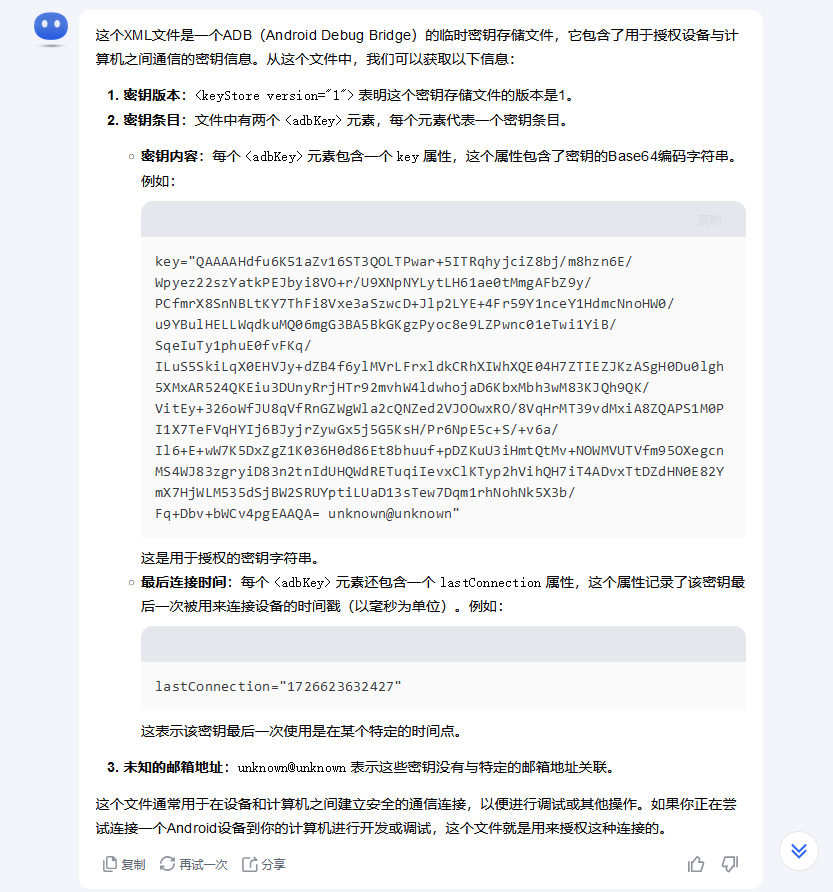 这个XML文件是一个ADB（Android Debug Bridge）的临时密钥存储文件，它包含了用于授权设备与计
算机之间通信的密钥信息。从这个文件中，我们可以获取以下信息：
1. 密钥版本：<keyStore version="1"> 表明这个密钥存储文件的版本是1。
2. 密钥条目：文件中有两个 <adbKey> 元素，每个元素代表一个密钥条目。
密钥内容：每个 <adbKey> 元素包含一个 key 属性，这个属性包含了密钥的Base64编码字符串。
例如：
复制
key="QAAAAHdfu6K51aZv16ST3QOLTPwar+5ITRqhyjciZ8bj/m8hzn6E/
Wpyez22szYatkPEJbyi8VO+r/U9XNpNYLytLH61ae0tMmgAFbZ9y/
PCfmrX8SnNBLtKY7ThFi8Vxe3aSzwcD+Jlp2LYE+4Fr59Y1nceY1HdmcNnoHW0/
u9YBulHELLWqdkuMQ06mgG3BA5BkGKgzPyoc8e9LZPwnc01eTwi1YiB/
SqeIuTy1phuE0fvFKq/
ILuS5SkiLqX0EHVJy+dZB4f6ylMVrLFrxldkCRhXIWhXQE04H7ZTIEZJKzASgH0Du0lgh
5XMxAR524QKEiu3DUnyRrjHTr92mvhW4ldwhojaD6KbxMbh3wM83KJQh9QK/
VitEy+326oWfJU8qVfRnGZWgWla2cQNZed2VJOOwxRO/8VqHrMT39vdMxiA8ZQAPS1M0P
I1X7TeFVqHYIj6BJyjrZywGx5j5G5KsH/Pr6NpE5c+S/+v6a/
Il6+E+wW7K5DxZgZ1K036H0d86Et8bhuuf+pDZKuU3iHmtQtMv+NOWMVUTVfm95OXegcn
MS4WJ83zgryiD83n2tnIdUHQWdRETuqiIevxClKTyp2hVihQH7iT4ADvxTtDZdHN0E82Y
mX7HjWLM535dSjBW2SRUYptiLUaD13sTew7Dqm1rhNohNk5X3b/
Fq+Dbv+bWCv4pgEAAQA= unknown@unknown"
这是用于授权的密钥字符串。
最后连接时间：每个 <adbKey> 元素还包含一个 lastConnection 属性，这个属性记录了该密钥最
后一次被用来连接设备的时间戳（以毫秒为单位）。例如：
lastConnection="1726623632427"
这表示该密钥最后一次使用是在某个特定的时间点。
3. 未知的邮箱地址：unknown@unknown 表示这些密钥没有与特定的邮箱地址关联。
这个文件通常用于在设备和计算机之间建立安全的通信连接，以便进行调试或其他操作。如果你正在尝
试连接一个Android设备到你的计算机进行开发或调试，这个文件就是用来授权这种连接的。
复制 再试一次 分享